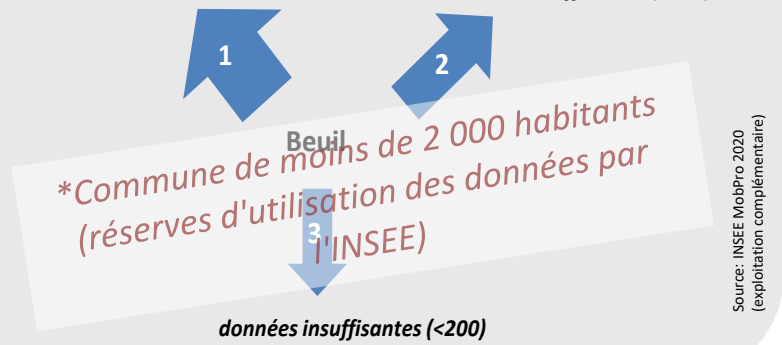 1
2
Beuil
*Commune de moins de 2 000 habitants
(réserves d'utilisation des données par
l'INSEE)
3
données insuffisantes (<200)
Source: INSEE MobPro 2020
(exploitation complémentaire)